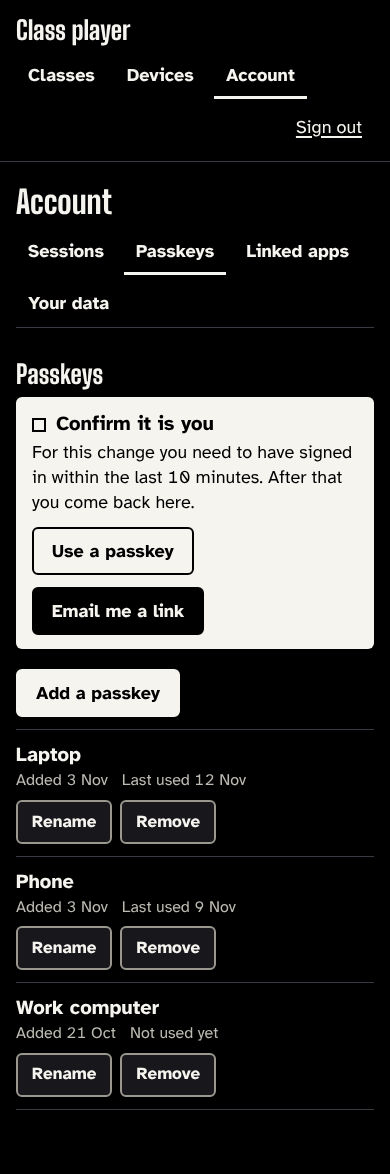 Class player
Classes Devices Account
Sign out
Account
Sessions Passkeys Linked apps
Your data
Passkeys
Confirm it is you
For this change you need to have signed
in within the last 10 minutes. After that
you come back here.
Use a passkey
Email me a link
Add a passkey
Laptop
Added 3 Nov Last used 12 Nov
Rename Remove
Phone
Added 3 Nov Last used 9 Nov
Rename Remove
Work computer
Added 21 Oct Not used yet
Rename Remove